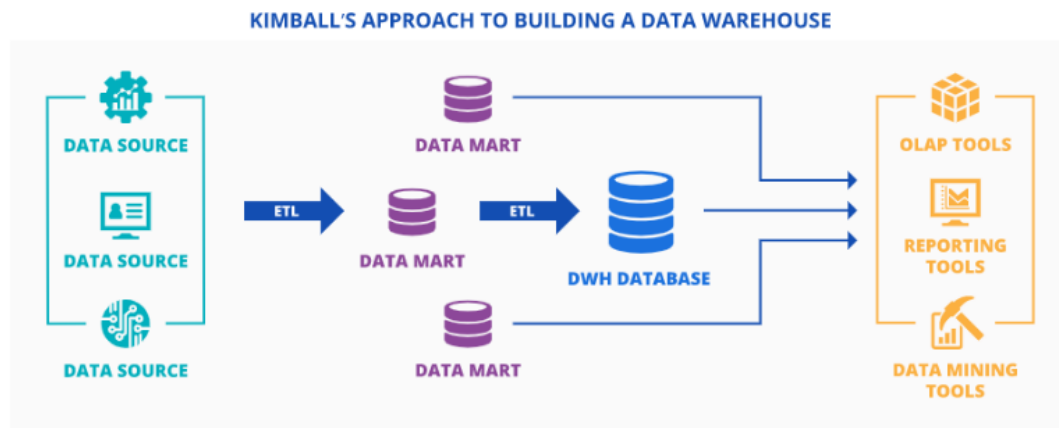 KIMBALL'S APPROACH TO BUILDING A DATA WAREHOUSE
DATA SOURCE
DATA SOURCE
DATA SOURCE
ETL
DATA MART
DATA MART
DATA MART
ETL
DWH DATABASE
OLAP TOOLS
REPORTING
TOOLS
DATA MINING
TOOLS